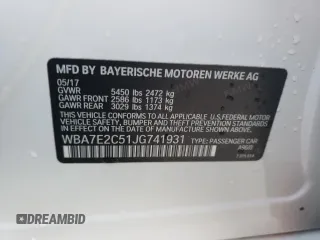 MFD BY BAYERISCHE MOTOREN WERKE AG
05/17
GVWR 5450 lbs 2472 kg
GAWR FRONT 2586 lbs 1173 kg
GAWR REAR 3029 lbs 1374 kg
THIS VEHICLE CONFORMS TO ALL APPLICABLE U.S. FEDERAL MOTOR
VEHICLE SAFETY, BUMPER, AND THEFT PREVENTION STANDARDS IN
EFFECT ON THE DATE OF MANUFACTURE SHOWN ABOVE.
WBA7E2C51JG741931 TYPE: PASSENGER CAR
DREAMBID DREAMBID.COM